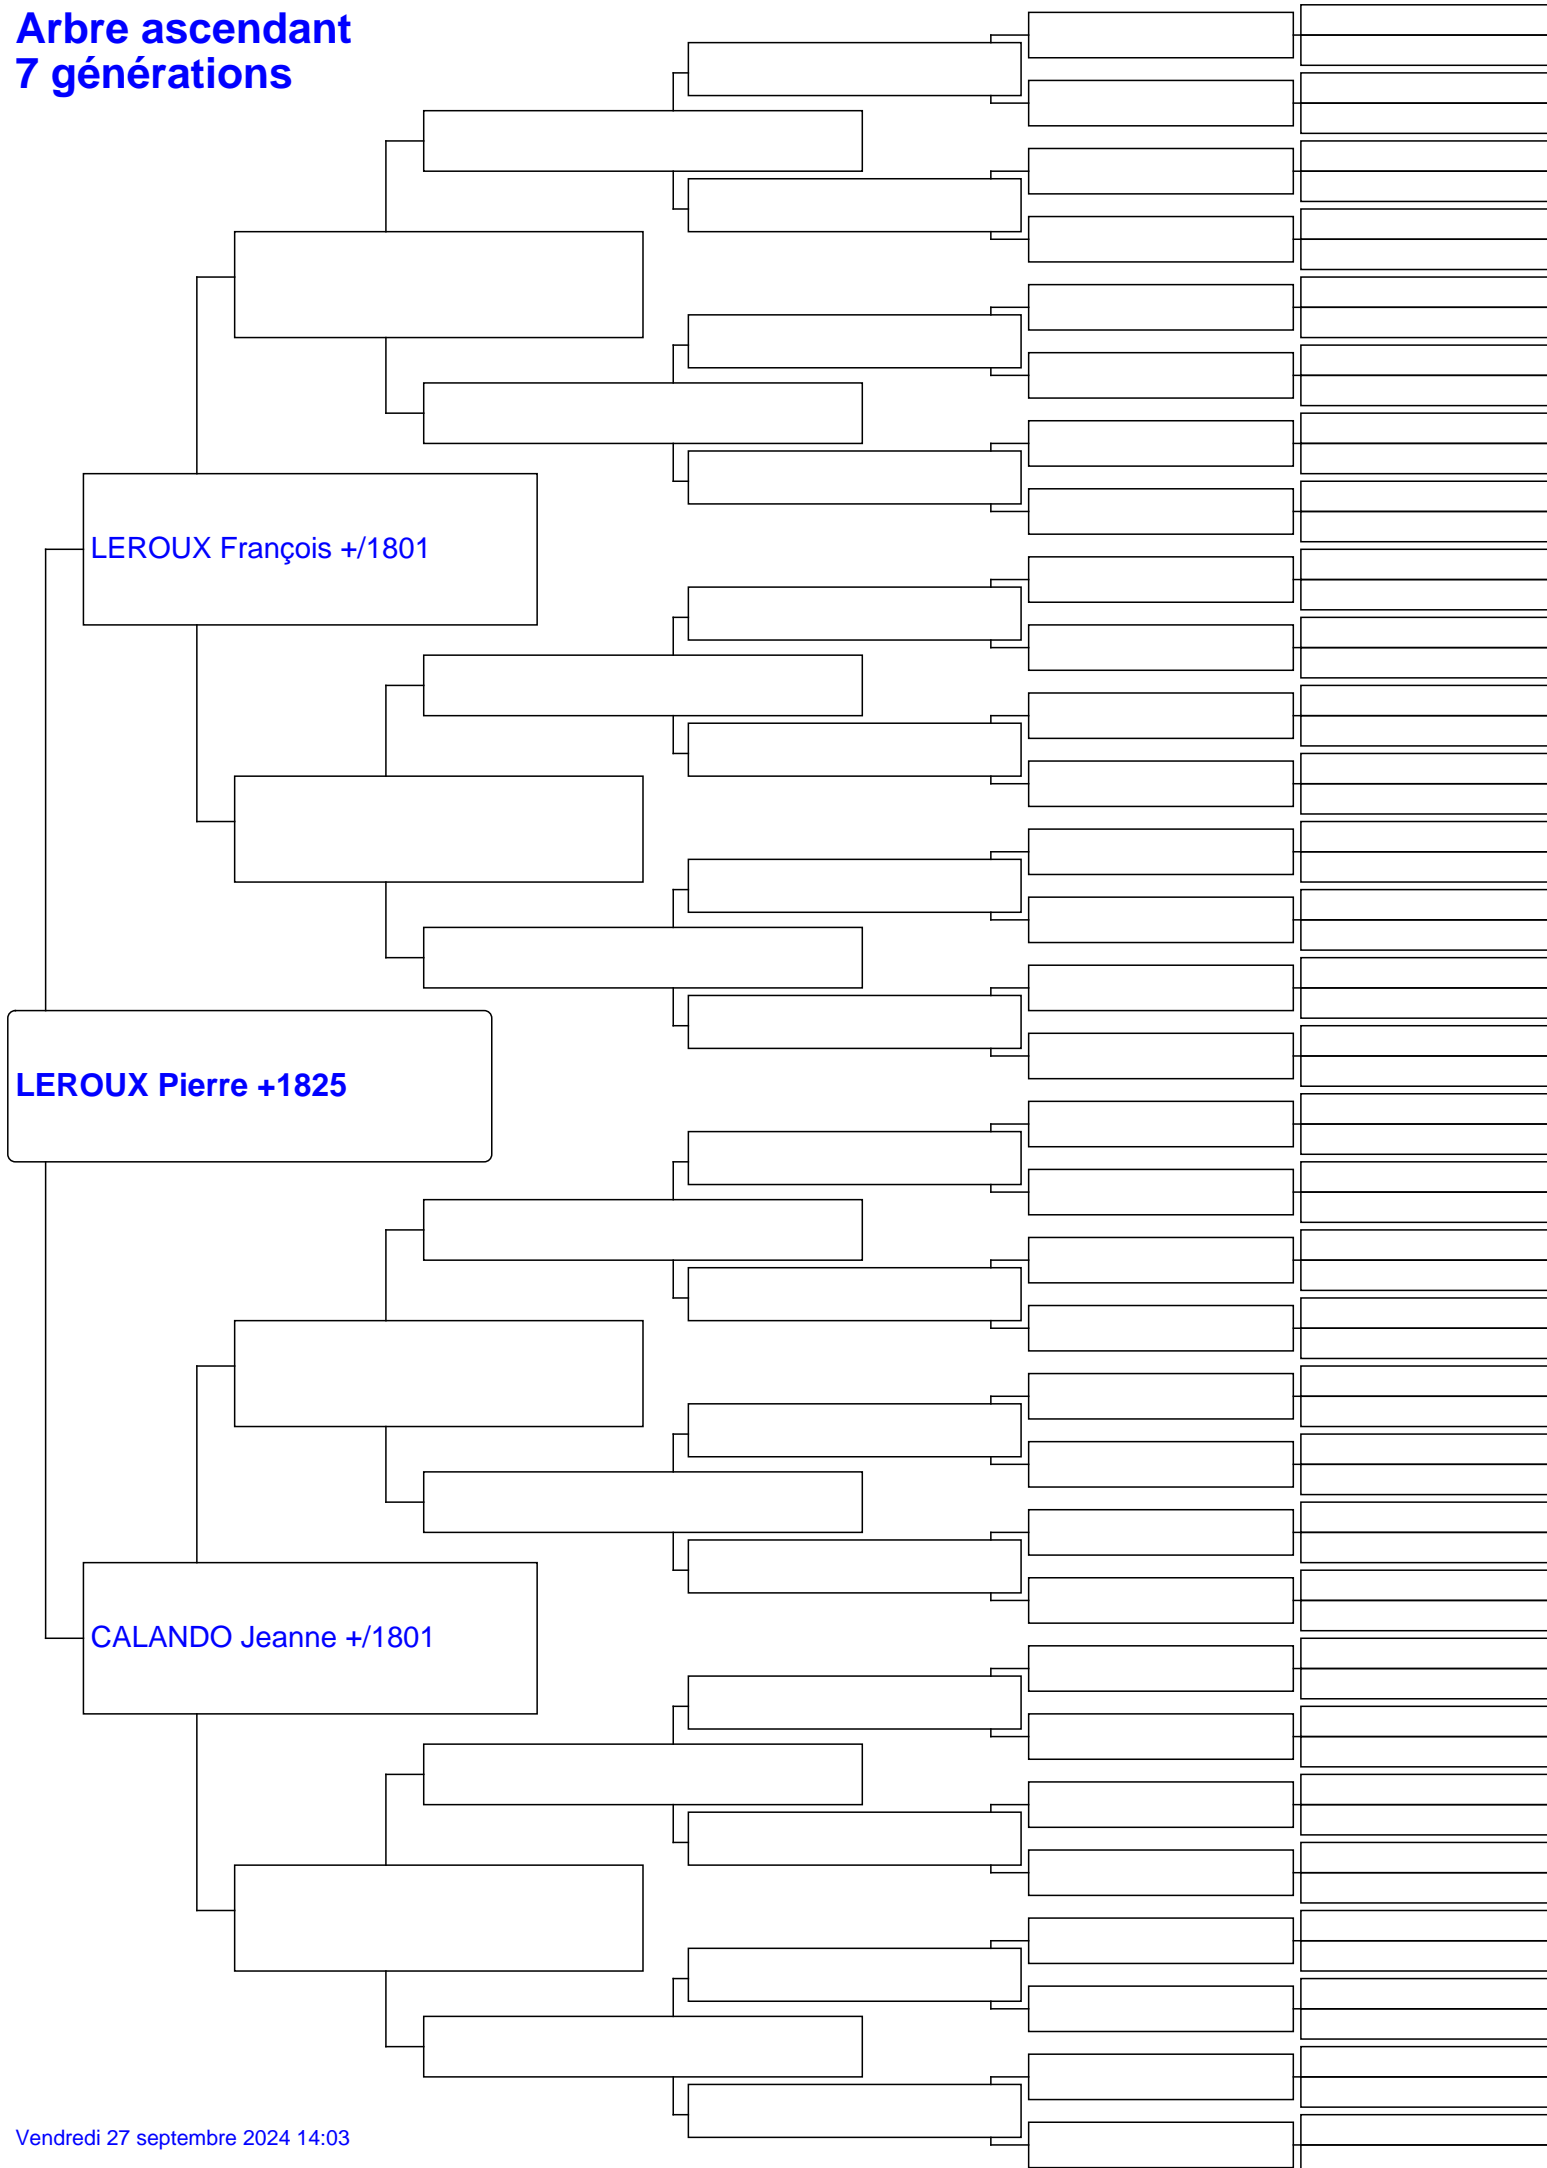 Arbre ascendant
7 générations
LEROUX François +/1801
LEROUX Pierre +1825
CALANDO Jeanne +/1801
Vendredi 27 septembre 2024 14:03